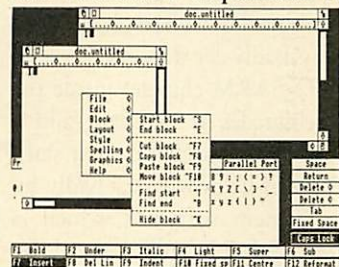 doc.untitled
doc.untitled
File
Edit
Block
Layout
Style
Spelling
Graphics
Help
Start block ^S
End block ^E
Cut block ^F7
Copy block ^F8
Paste block ^F9
Move block ^F10
Find start ^T
Find end ^B
Hide block ^K
Parallel Port
Space
Return
Delete
Delete
Tab
Fixed Space
Caps Lock
F1 Bold F2 Under F3 Italic F4 Light F5 Super F6 Sub
F7 Insert F8 Del Lin F9 Indent F10 Fixed sp F11 Centre F12 Reformat